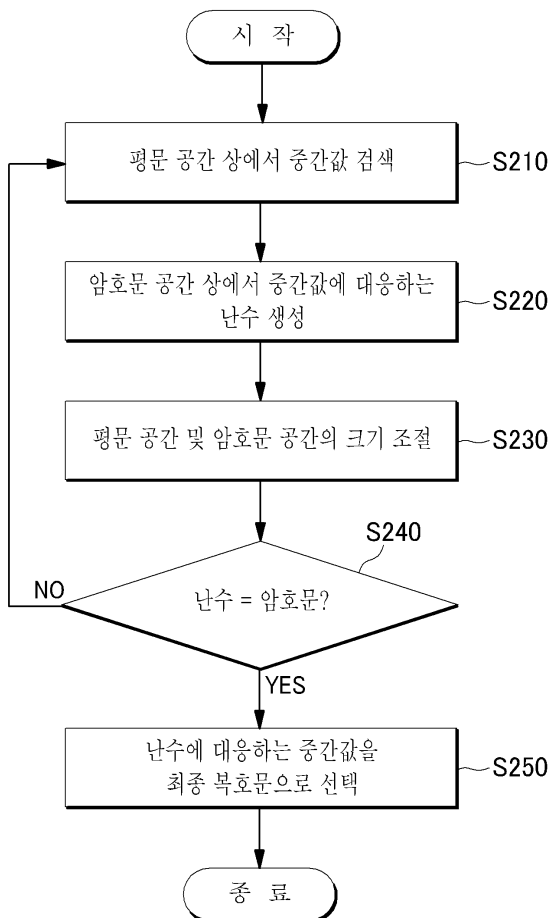 시 작
평문 공간 상에서 중간값 검색
S210
암호문 공간 상에서 중간값에 대응하는
난수 생성
S220
평문 공간 및 암호문 공간의 크기 조절
S230
S240
난수 = 암호문?
NO
YES
난수에 대응하는 중간값을
최종 복호문으로 선택
S250
종 료